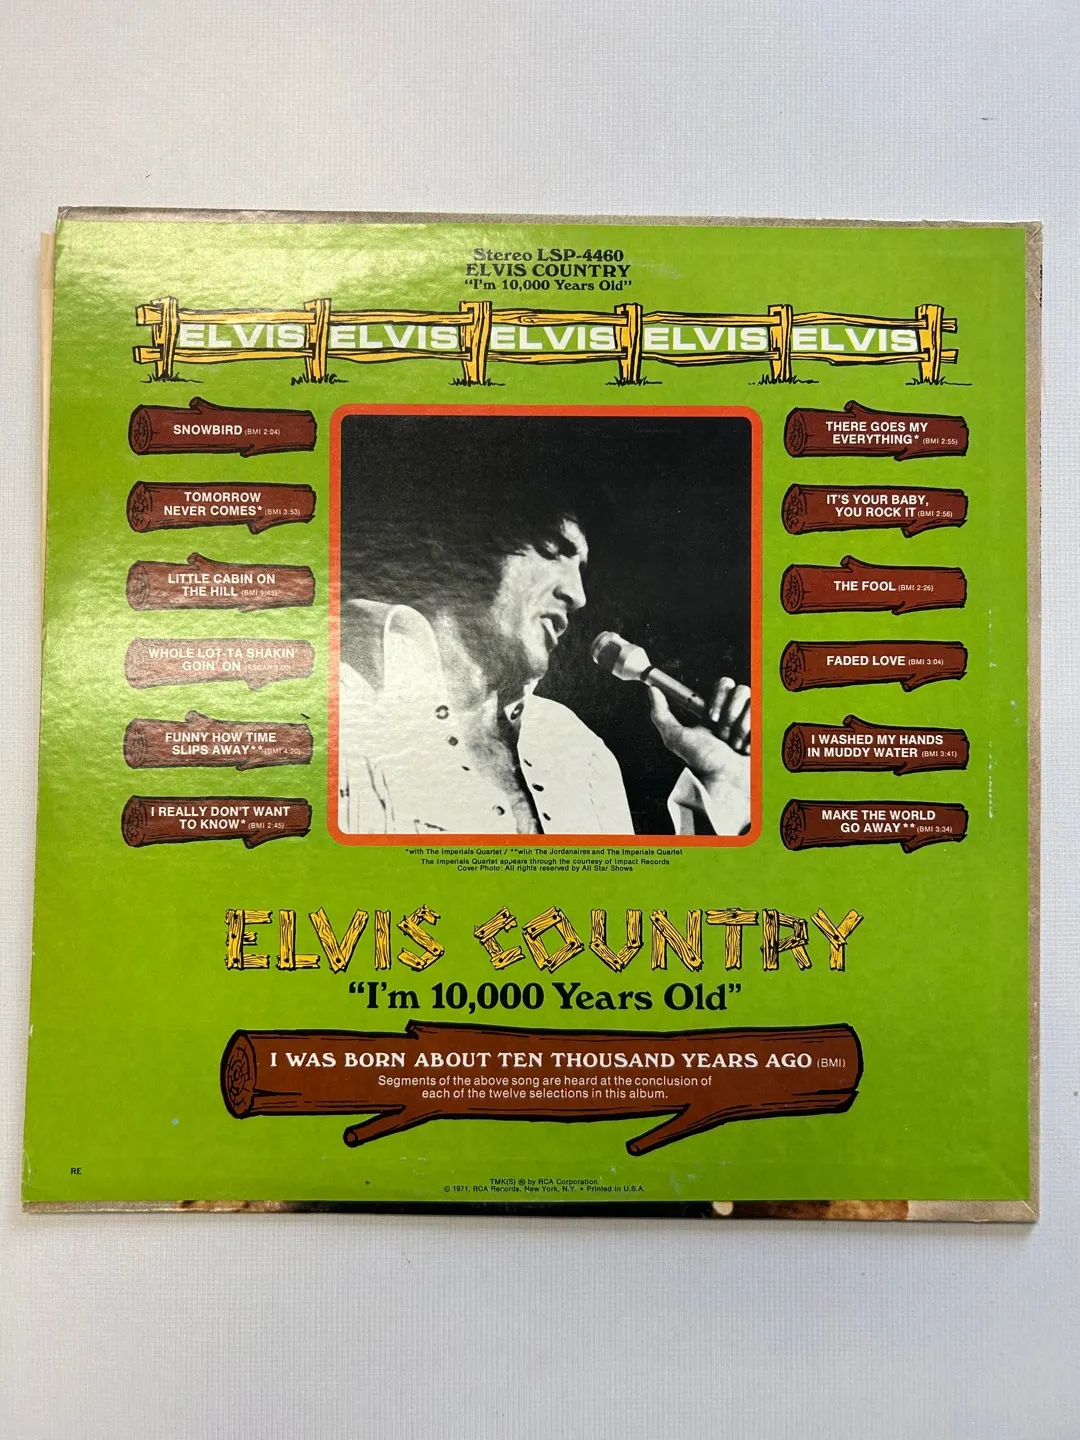 Stereo LSP-4460
ELVIS COUNTRY
"I'm 10,000 Years Old"
ELVIS ELVIS ELVIS ELVIS ELVIS
SNOWBIRD (BMI 2:04)
TOMORROW
NEVER COMES* (BMI 3:53)
LITTLE CABIN ON
THE HILL (BMI 1:45)
WHOLE LOT-TA SHAKIN'
GOIN' ON
FUNNY HOW TIME
SLIPS AWAY** (BMI 4:20)
I REALLY DON'T WANT
TO KNOW* (BMI 2:45)
THERE GOES MY
EVERYTHING* (BMI 2:55)
IT'S YOUR BABY,
YOU ROCK IT (BMI 2:56)
THE FOOL (BMI 2:26)
FADED LOVE (BMI 3:04)
I WASHED MY HANDS
IN MUDDY WATER (BMI 3:41)
MAKE THE WORLD
GO AWAY** (BMI 3:34)
*with The Imperials Quartet / **with The Jordanaires and The Imperials Quartet
The Imperials Quartet appears through the courtesy of Impact Records
Cover Photo: All rights reserved by All Star Shows
ELVIS COUNTRY
"I'm 10,000 Years Old"
I WAS BORN ABOUT TEN THOUSAND YEARS AGO (BMI)
Segments of the above song are heard at the conclusion of
each of the twelve selections in this album.
RE
TMK(S) ® by RCA Corporation
© 1971, RCA Records, New York, N.Y. • Printed in U.S.A.